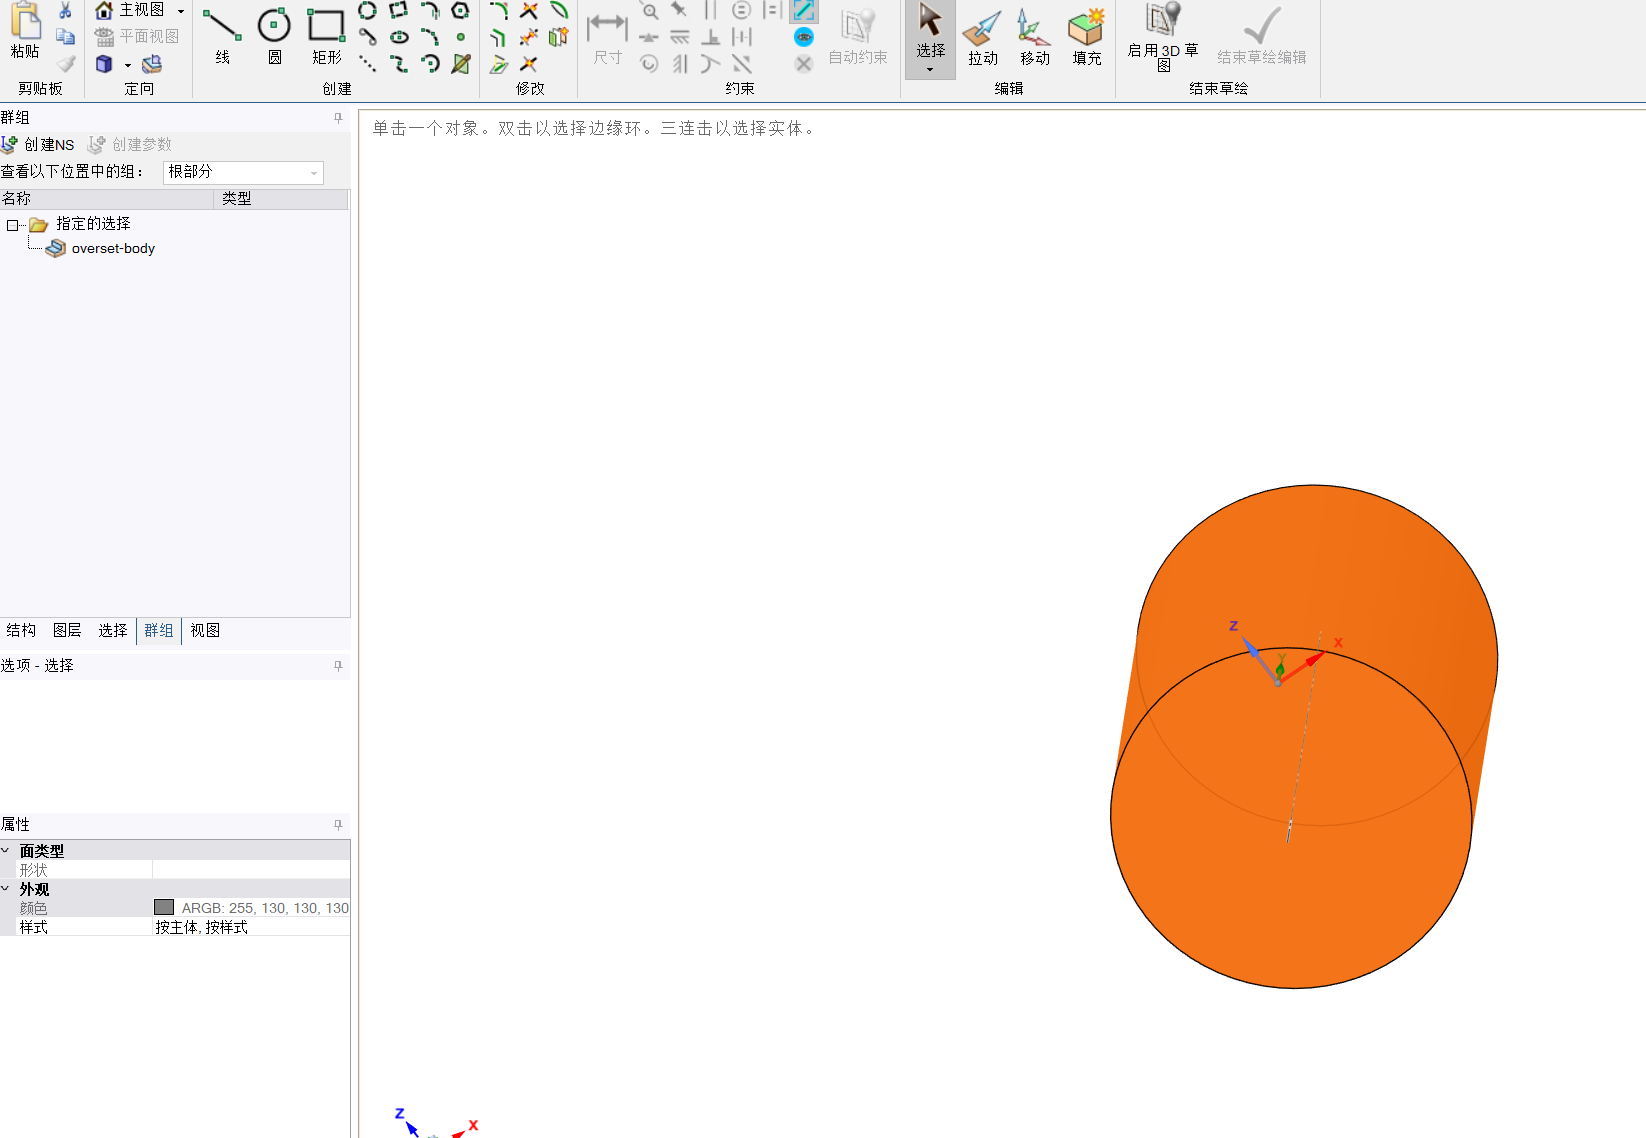 粘贴
剪贴板
主视图
平面视图
定向
线
圆
矩形
创建
修改
尺寸
自动约束
约束
选择
拉动
移动
填充
编辑
启用 3D 草
图
结束草绘编辑
结束草绘
群组
创建NS 创建参数
查看以下位置中的组： 根部分
名称 类型
指定的选择
overset-body
结构 图层 选择 群组 视图
选项 - 选择
属性
面类型
形状
外观
颜色 ARGB: 255, 130, 130, 130
样式 按主体, 按样式
单击一个对象。双击以选择边缘环。三连击以选择实体。
Z
Y
X
Z
X